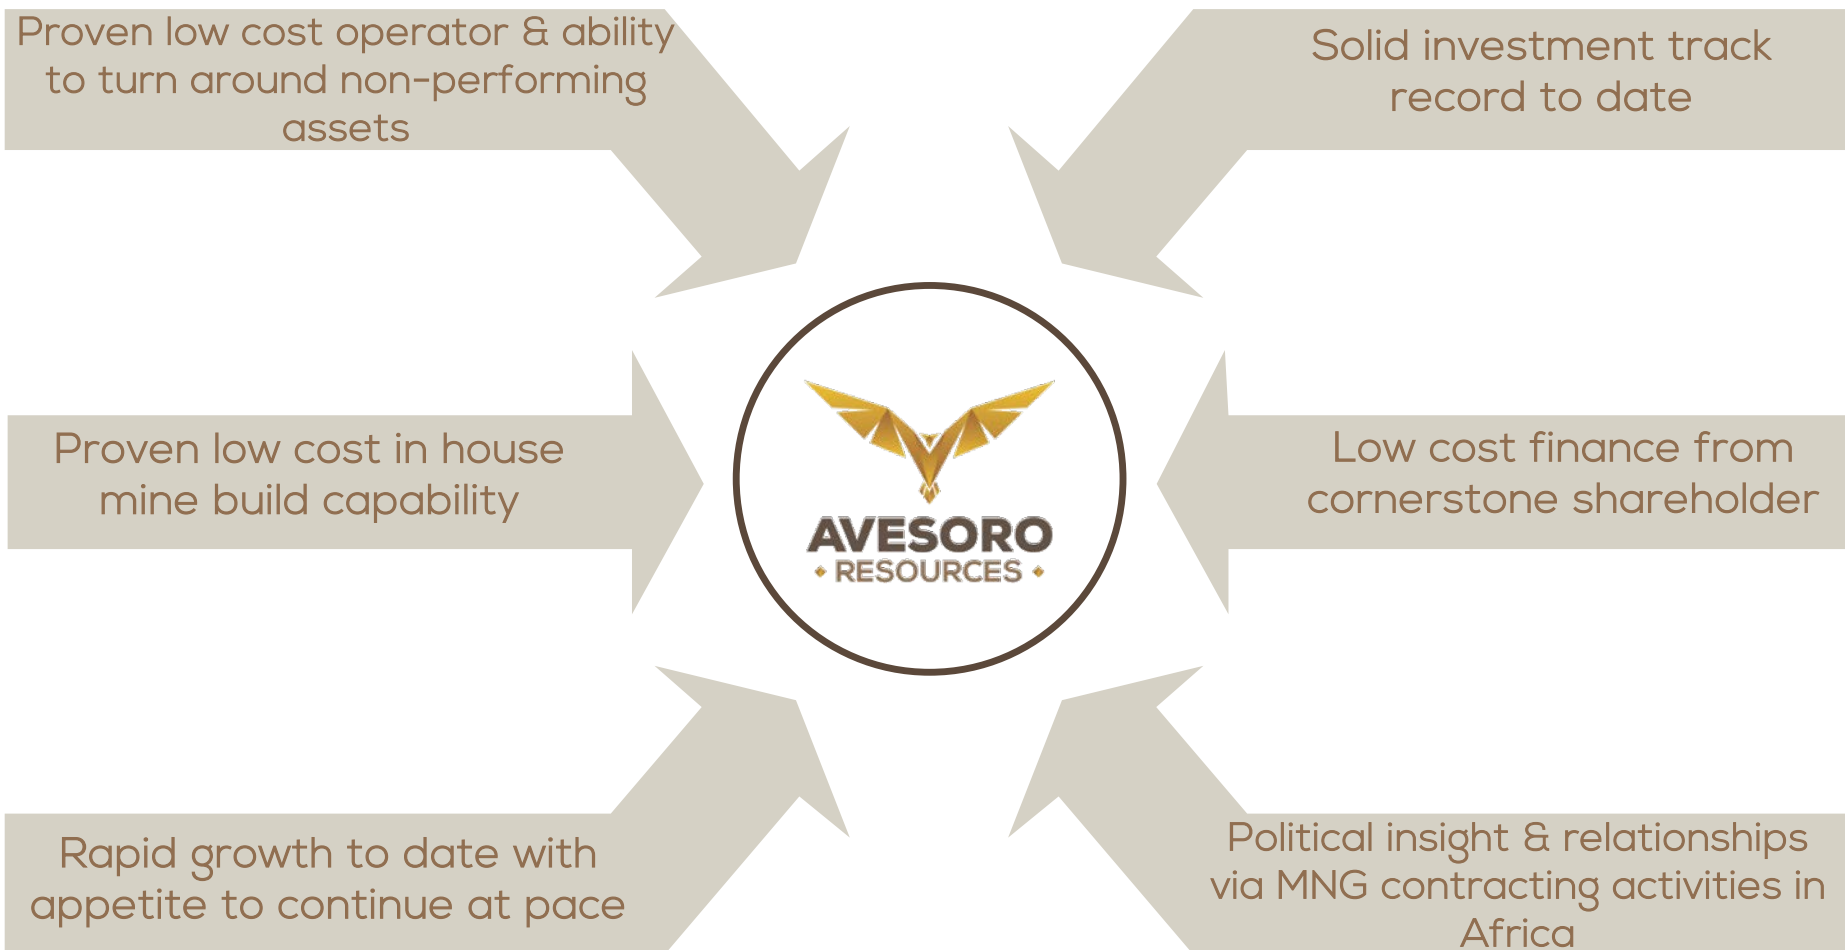 Proven low cost operator & ability
to turn around non-performing
assets
Solid investment track
record to date
Proven low cost in house
mine build capability
AVESORO
RESOURCES
Low cost finance from
cornerstone shareholder
Rapid growth to date with
appetite to continue at pace
Political insight & relationships
via MNG contracting activities in
Africa